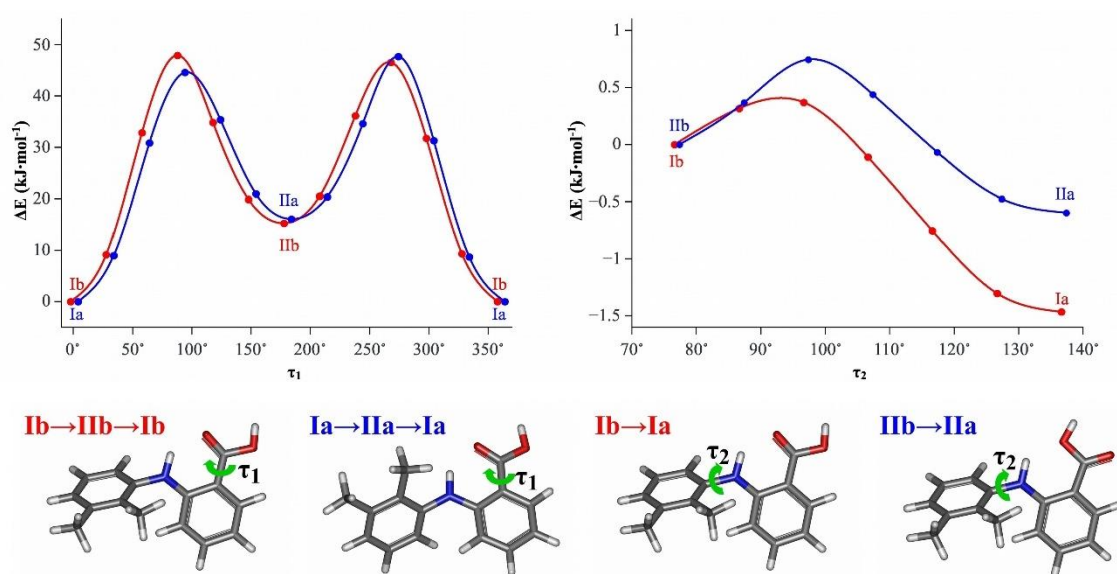 50
40
30
20
10
0
ΔE (kJ·mol⁻¹)
0°
50°
100°
150°
200°
250°
300°
350°
τ₁
Ib
Ia
IIa
IIb
Ib
Ia
1
0.5
0
−0.5
−1
−1.5
ΔE (kJ·mol⁻¹)
70°
80°
90°
100°
110°
120°
130°
140°
τ₂
IIb
Ib
IIa
Ia
Ib→IIb→Ib
τ₁
Ia→IIa→Ia
τ₁
Ib→Ia
τ₂
IIb→IIa
τ₂